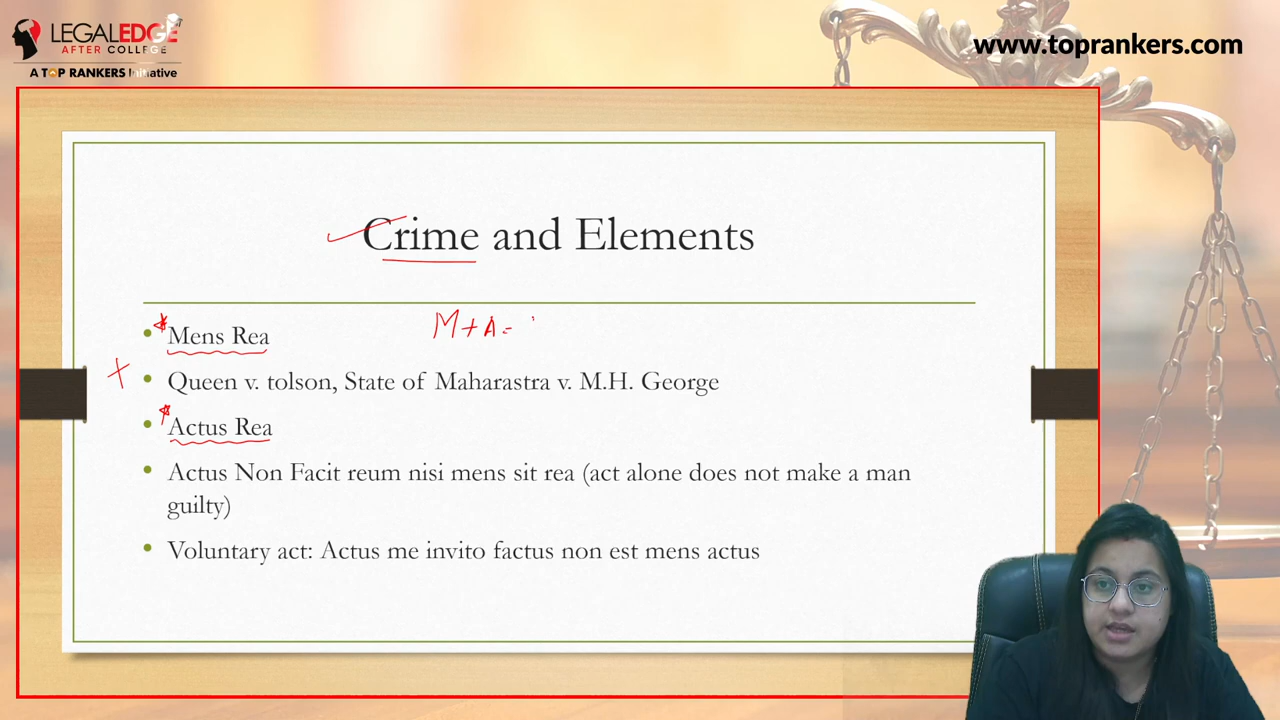 LEGALEDGE
AFTER COLLEGE
A TOP RANKERS Initiative
www.toprankers.com
Crime and Elements
Mens Rea
M+A=
Queen v. tolson, State of Maharastra v. M.H. George
Actus Rea
Actus Non Facit reum nisi mens sit rea (act alone does not make a man
guilty)
Voluntary act: Actus me invito factus non est mens actus